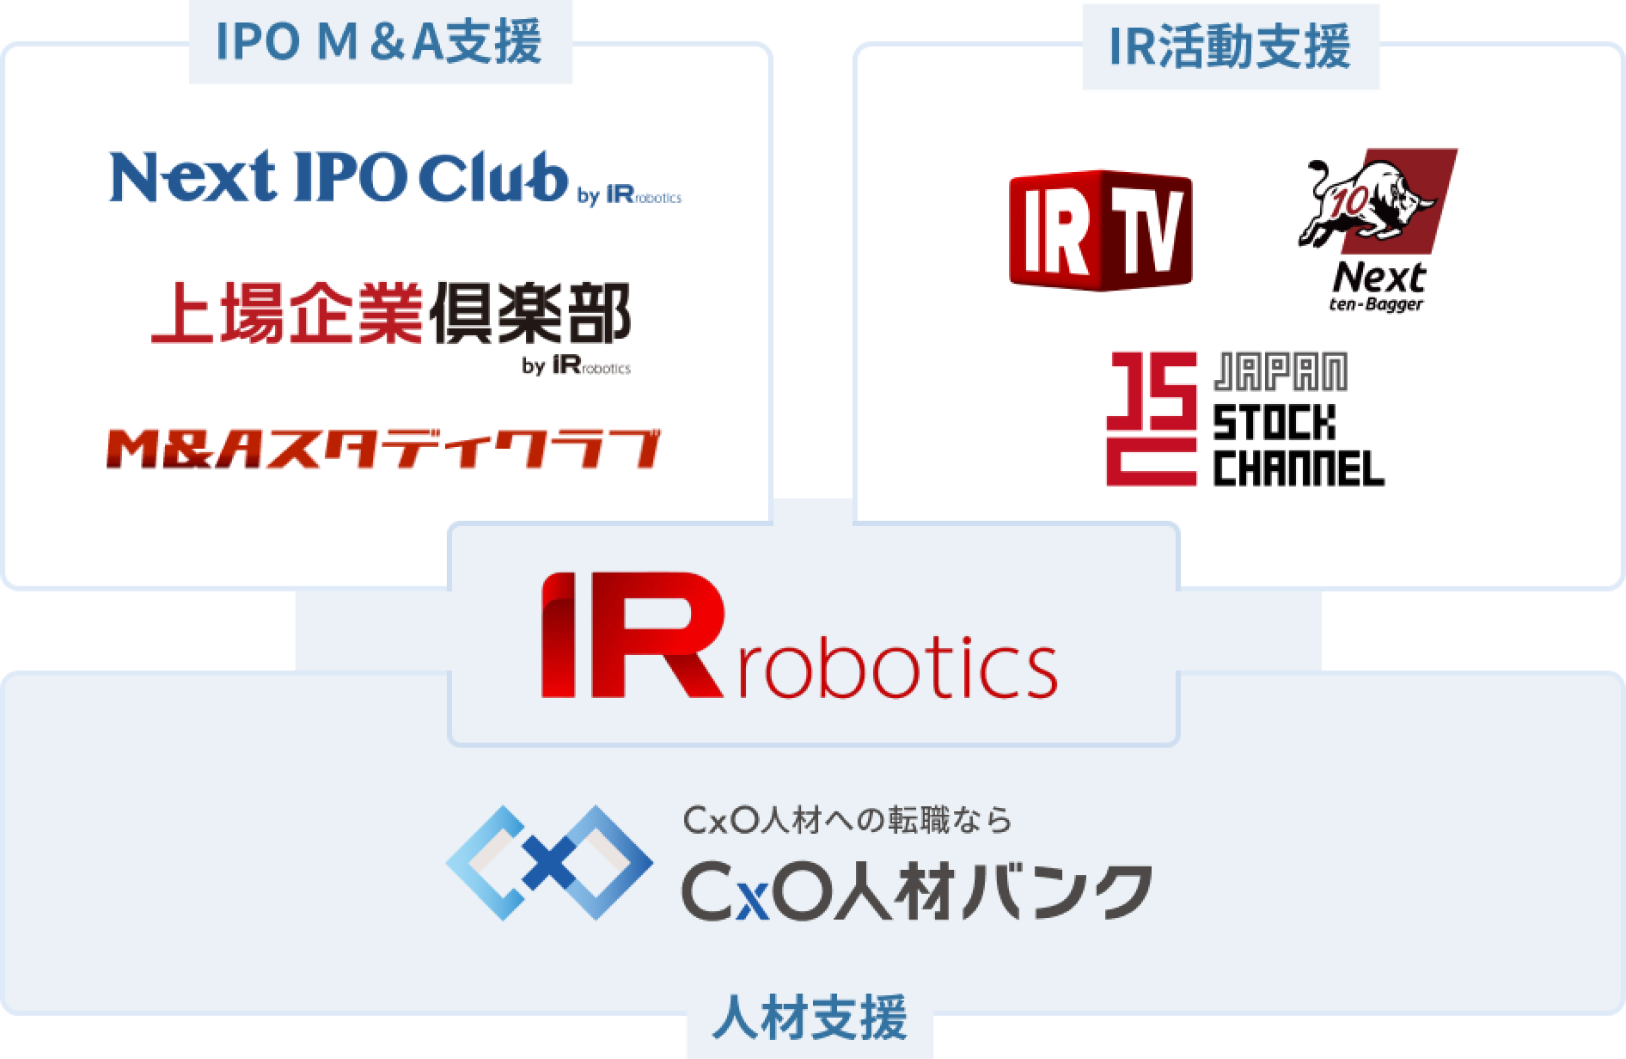 IPO M＆A支援
Next IPO Club by IRrobotics
上場企業倶楽部
by IRrobotics
M&Aスタディクラブ
IR活動支援
IR TV
10
Next
ten-Bagger
JSC
JAPAN
STOCK
CHANNEL
IRrobotics
CxO
CxO人材への転職なら
CxO人材バンク
人材支援